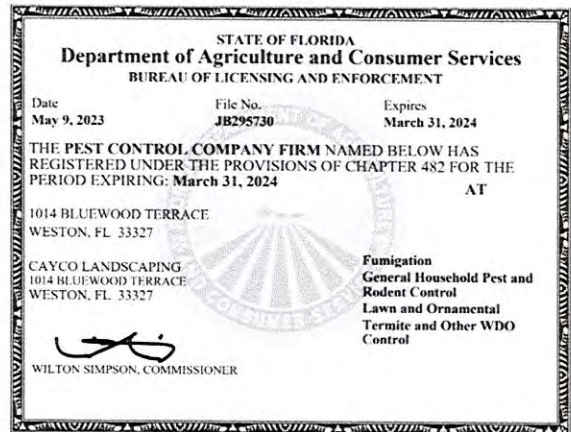 STATE OF FLORIDA
Department of Agriculture and Consumer Services
BUREAU OF LICENSING AND ENFORCEMENT
Date File No. Expires
May 9, 2023 JB295730 March 31, 2024
THE PEST CONTROL COMPANY FIRM NAMED BELOW HAS
REGISTERED UNDER THE PROVISIONS OF CHAPTER 482 FOR THE
PERIOD EXPIRING: March 31, 2024
AT
1014 BLUEWOOD TERRACE
WESTON, FL 33327
CAYCO LANDSCAPING
1014 BLUEWOOD TERRACE
WESTON, FL 33327
Fumigation
General Household Pest and
Rodent Control
Lawn and Ornamental
Termite and Other WDO
Control
WILTON SIMPSON, COMMISSIONER